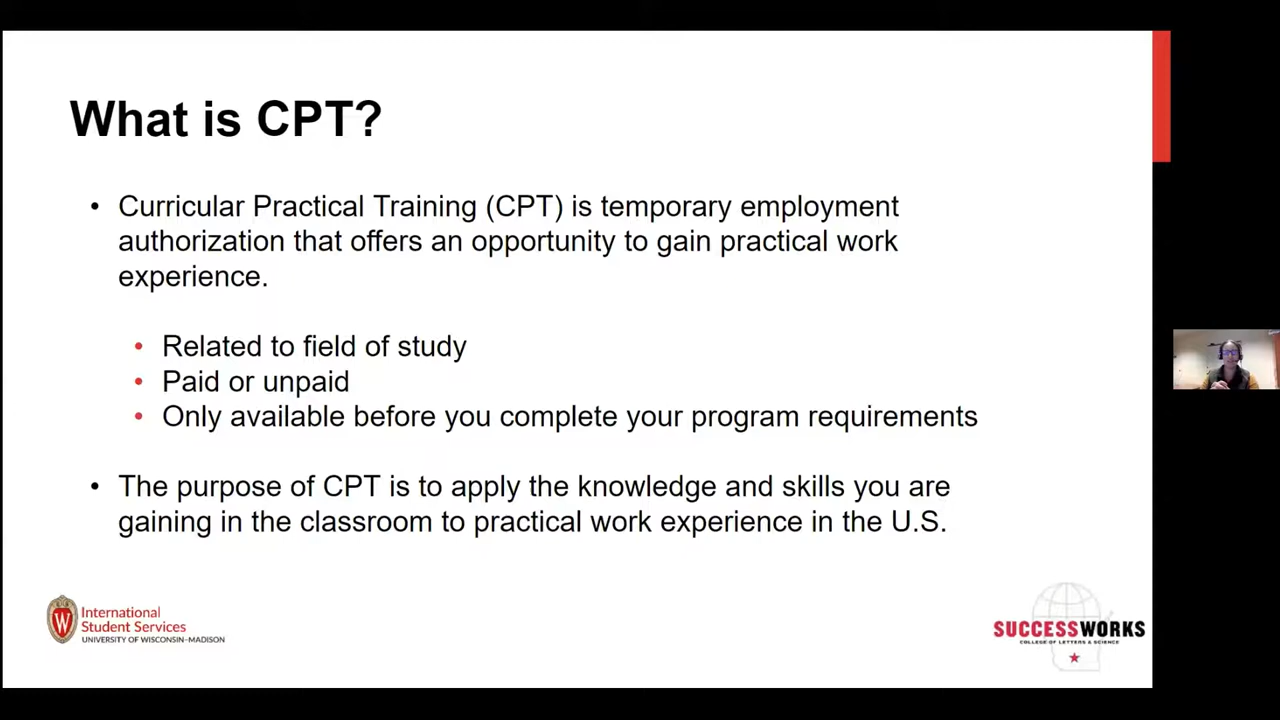 What is CPT?
• Curricular Practical Training (CPT) is temporary employment
authorization that offers an opportunity to gain practical work
experience.
• Related to field of study
• Paid or unpaid
• Only available before you complete your program requirements
• The purpose of CPT is to apply the knowledge and skills you are
gaining in the classroom to practical work experience in the U.S.
W
International
Student Services
UNIVERSITY OF WISCONSIN–MADISON
SUCCESSWORKS
COLLEGE OF LETTERS & SCIENCE